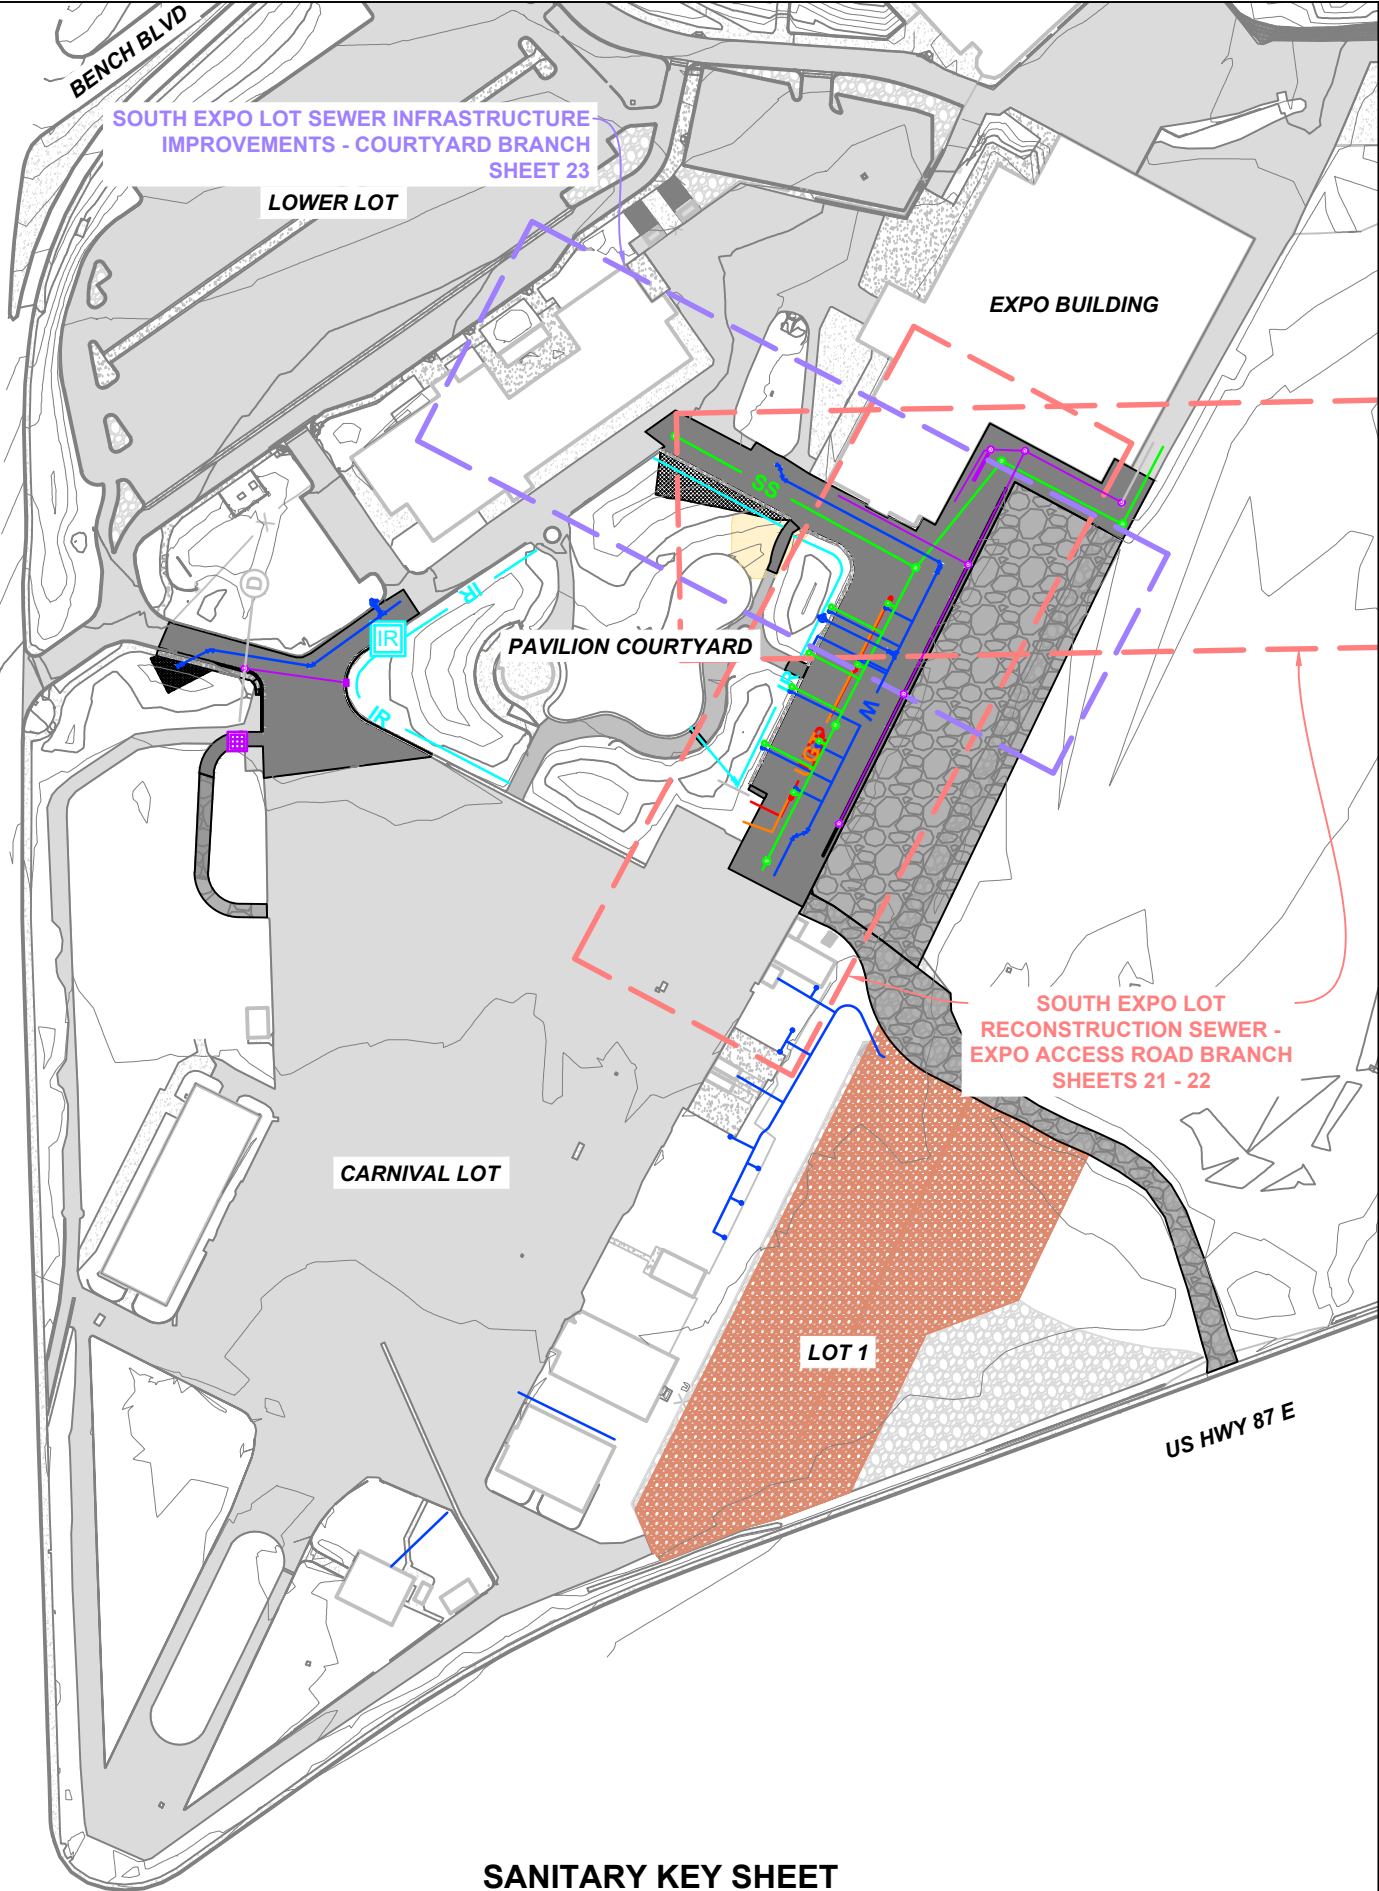 BENCH BLVD
SOUTH EXPO LOT SEWER INFRASTRUCTURE
IMPROVEMENTS - COURTYARD BRANCH
SHEET 23
LOWER LOT
EXPO BUILDING
SS
D
IR
IR
IR
PAVILION COURTYARD
IR
W
SOUTH EXPO LOT
RECONSTRUCTION SEWER -
EXPO ACCESS ROAD BRANCH
SHEETS 21 - 22
CARNIVAL LOT
LOT 1
US HWY 87 E
SANITARY KEY SHEET